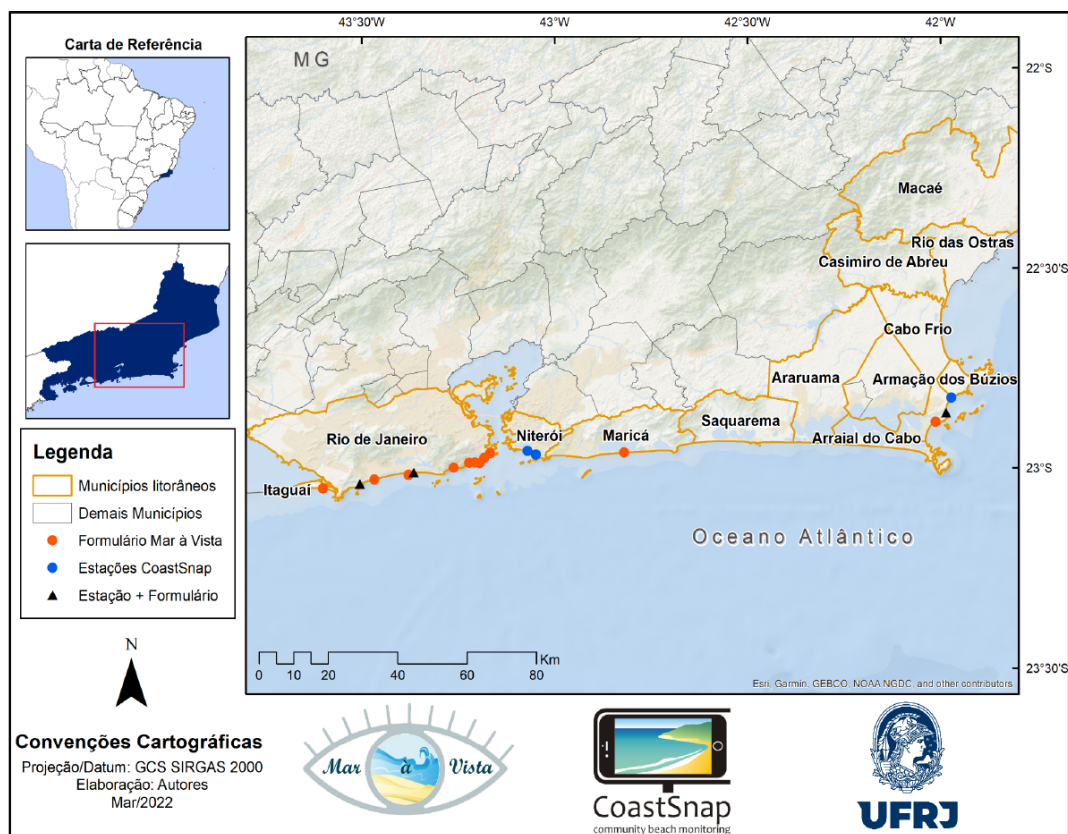 Carta de Referência
43°30'W
43°W
42°30'W
42°W
22°S
22°30'S
23°S
23°30'S
MG
Macaé
Rio das Ostras
Casimiro de Abreu
Cabo Frio
Araruama
Armação dos Búzios
Saquarema
Arraial do Cabo
Rio de Janeiro
Niterói
Maricá
Itaguaí
Oceano Atlântico
0 10 20 40 60 80
Km
Esri, Garmin, GEBCO, NOAA NGDC, and other contributors
Legenda
Municípios litorâneos
Demais Municípios
Formulário Mar à Vista
Estações CoastSnap
Estação + Formulário
N
Convenções Cartográficas
Projeção/Datum: GCS SIRGAS 2000
Elaboração: Autores
Mar/2022
Mar à Vista
CoastSnap
community beach monitoring
UFRJ